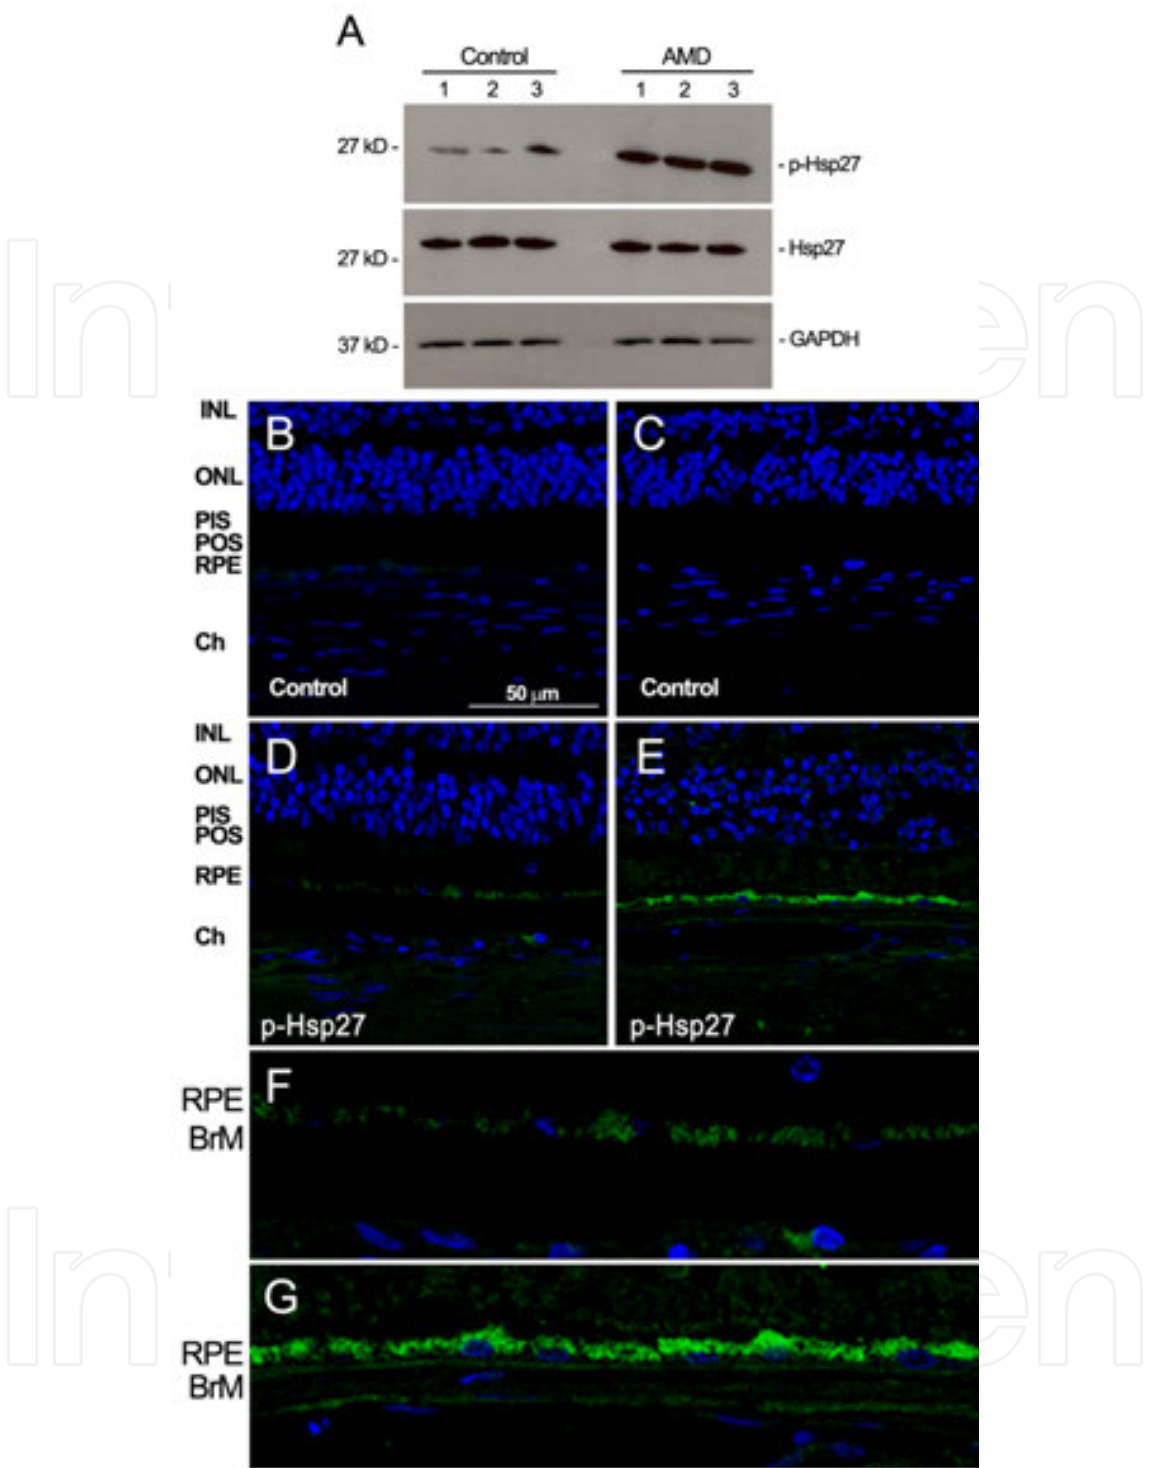 A
Control AMD
1 2 3 1 2 3
27 kD - - p-Hsp27
27 kD - - Hsp27
37 kD - - GAPDH
INL B C
ONL
PIS
POS
RPE
Ch
Control 50 μm Control
INL D E
ONL
PIS
POS
RPE
Ch
p-Hsp27 p-Hsp27
F
RPE
BrM
G
RPE
BrM